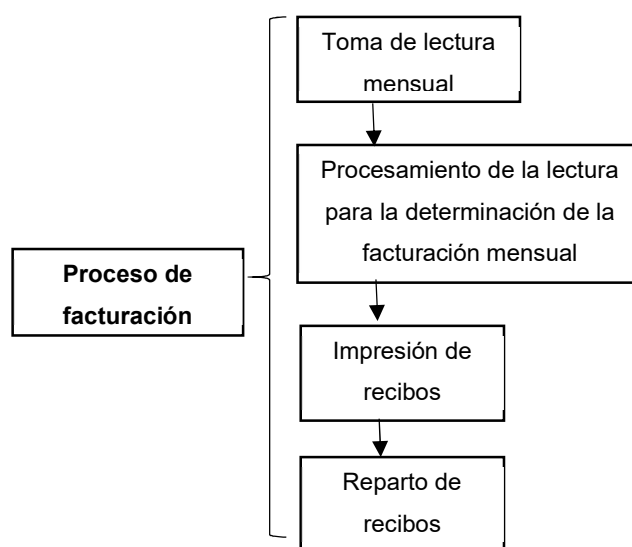 Toma de lectura
mensual
Procesamiento de la lectura
para la determinación de la
facturación mensual
Proceso de
facturación
Impresión de
recibos
Reparto de
recibos